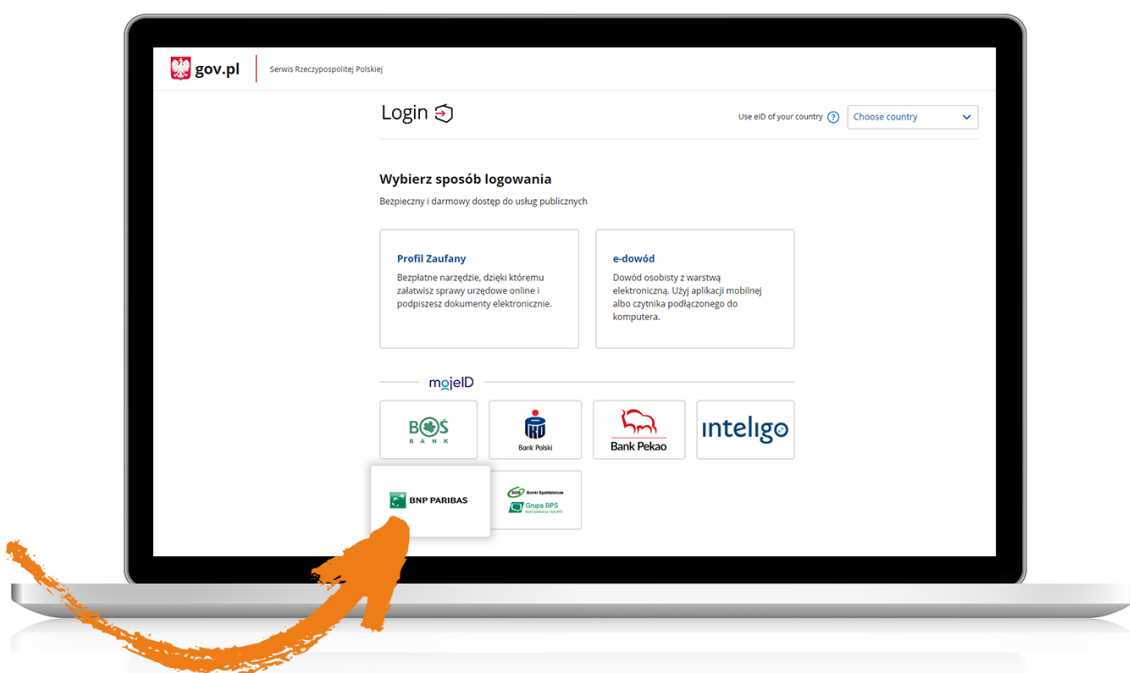 gov.pl
Serwis Rzeczypospolitej Polskiej
Login
Use eID of your country
?
Choose country
Wybierz sposób logowania
Bezpieczny i darmowy dostęp do usług publicznych
Profil Zaufany
Bezpłatne narzędzie, dzięki któremu
załatwisz sprawy urzędowe online i
podpiszesz dokumenty elektronicznie.
e-dowód
Dowód osobisty z warstwą
elektroniczną. Użyj aplikacji mobilnej
albo czytnika podłączonego do
komputera.
mojeID
BOŚ
BANK
PKO
Bank Polski
Bank Pekao
inteligo
BNP PARIBAS
SGB Banki Spółdzielcze
Grupa BPS